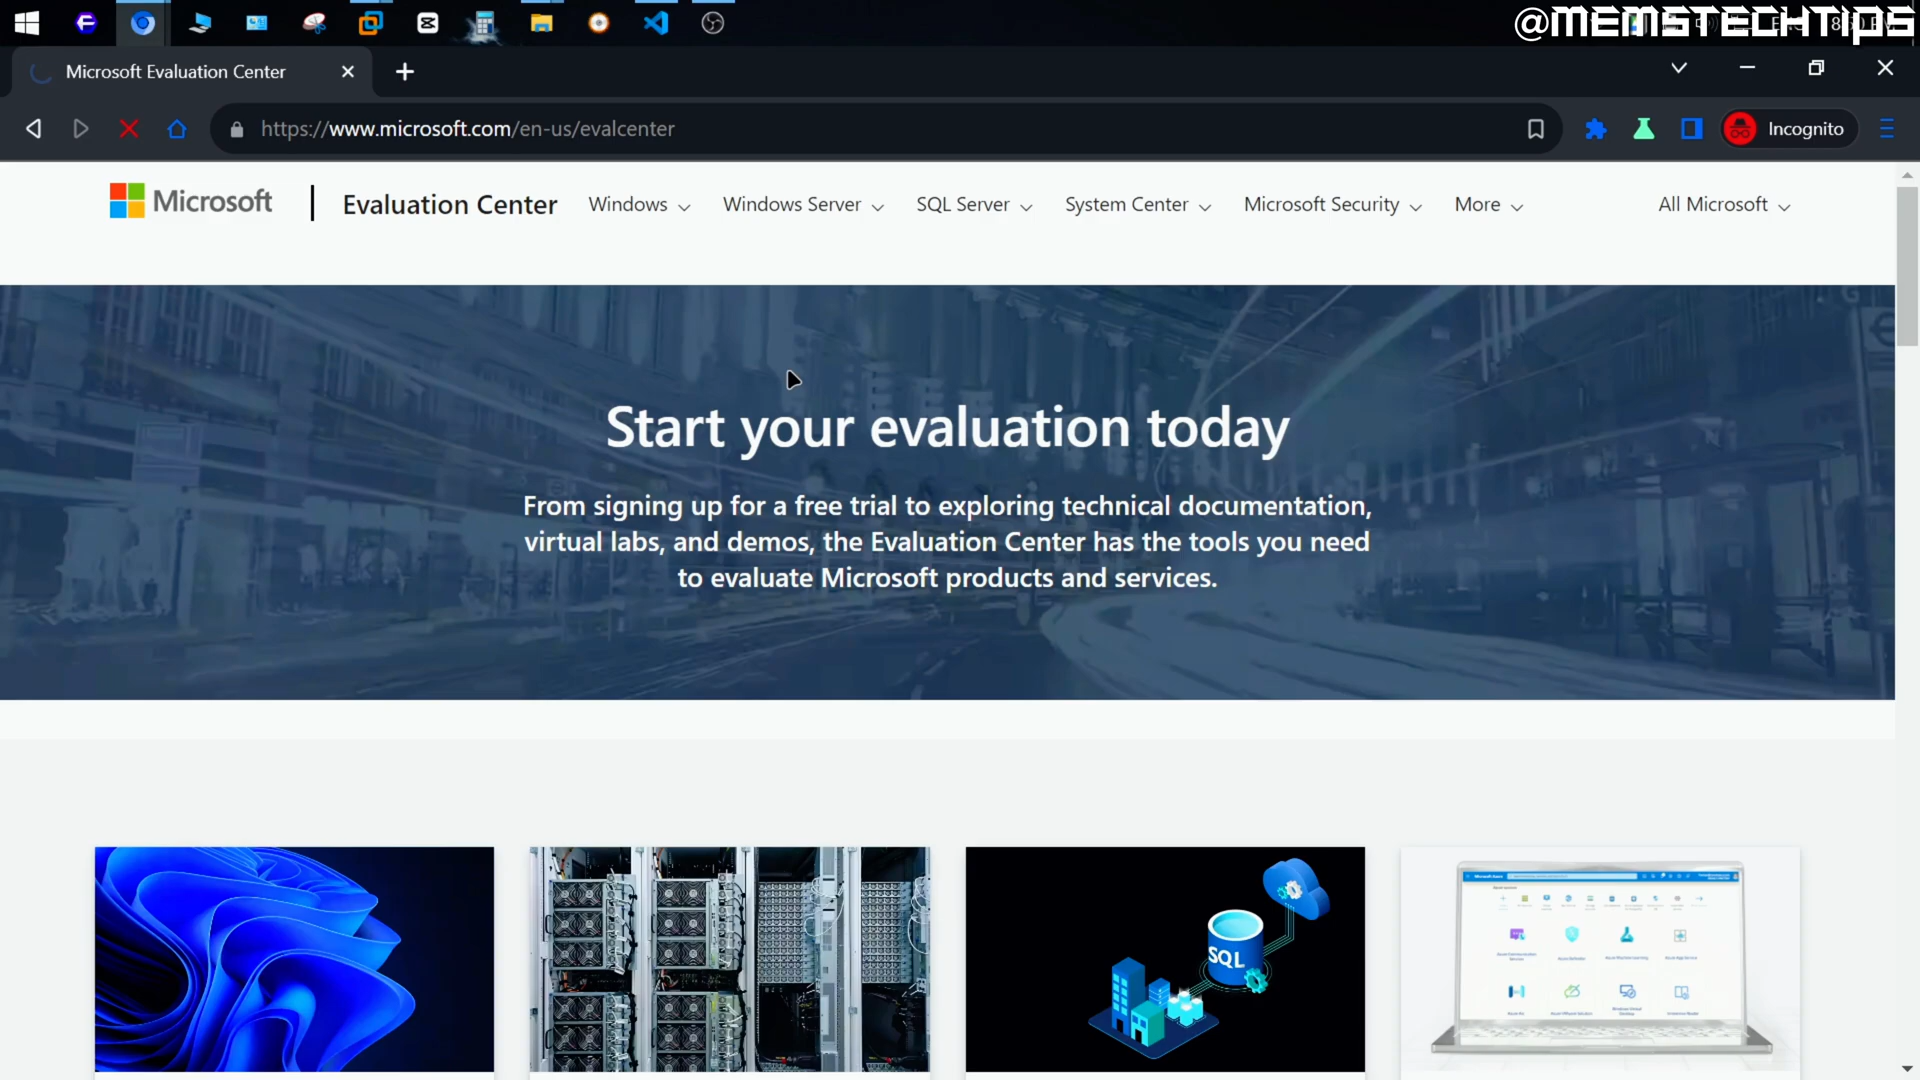 @MEMSTECHTIPS
Microsoft Evaluation Center
https://www.microsoft.com/en-us/evalcenter
Incognito
Microsoft
Evaluation Center
Windows
Windows Server
SQL Server
System Center
Microsoft Security
More
All Microsoft
Start your evaluation today
From signing up for a free trial to exploring technical documentation,
virtual labs, and demos, the Evaluation Center has the tools you need
to evaluate Microsoft products and services.
SQL